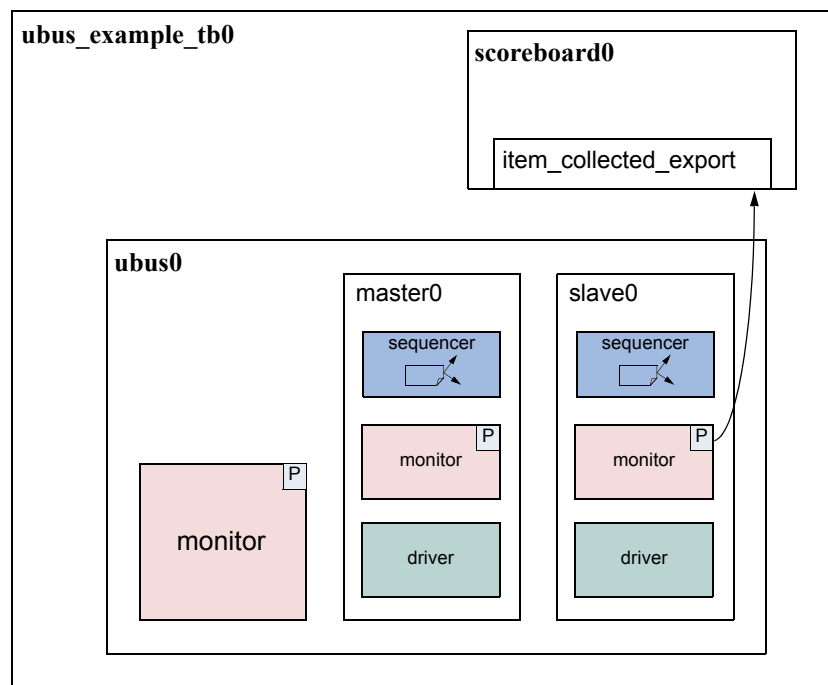 ubus_example_tb0
scoreboard0
item_collected_export
ubus0
master0
slave0
sequencer
sequencer
P
monitor
P
monitor
P
monitor
driver
driver